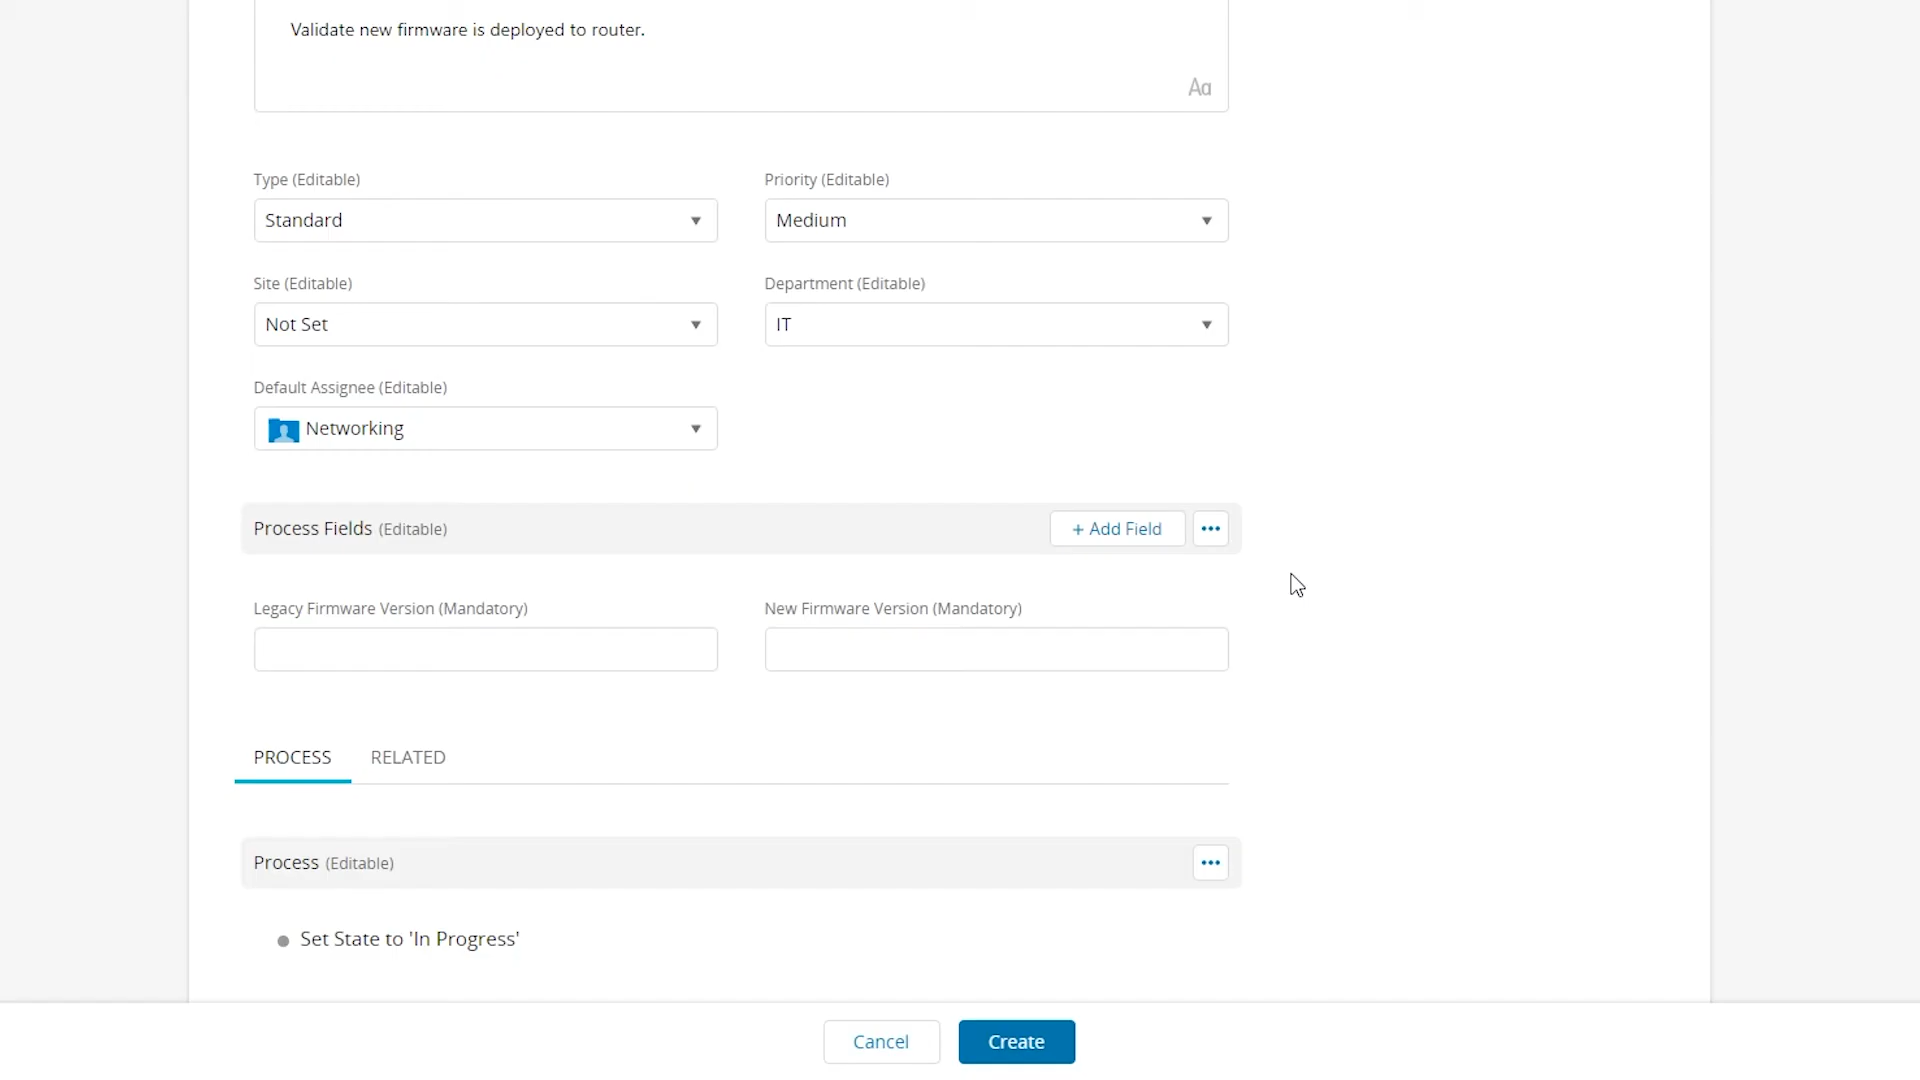 Validate new firmware is deployed to router.
Aa
Type (Editable)
Priority (Editable)
Standard
Medium
Site (Editable)
Department (Editable)
Not Set
IT
Default Assignee (Editable)
Networking
Process Fields (Editable)
+ Add Field
Legacy Firmware Version (Mandatory)
New Firmware Version (Mandatory)
PROCESS
RELATED
Process (Editable)
Set State to 'In Progress'
Cancel
Create